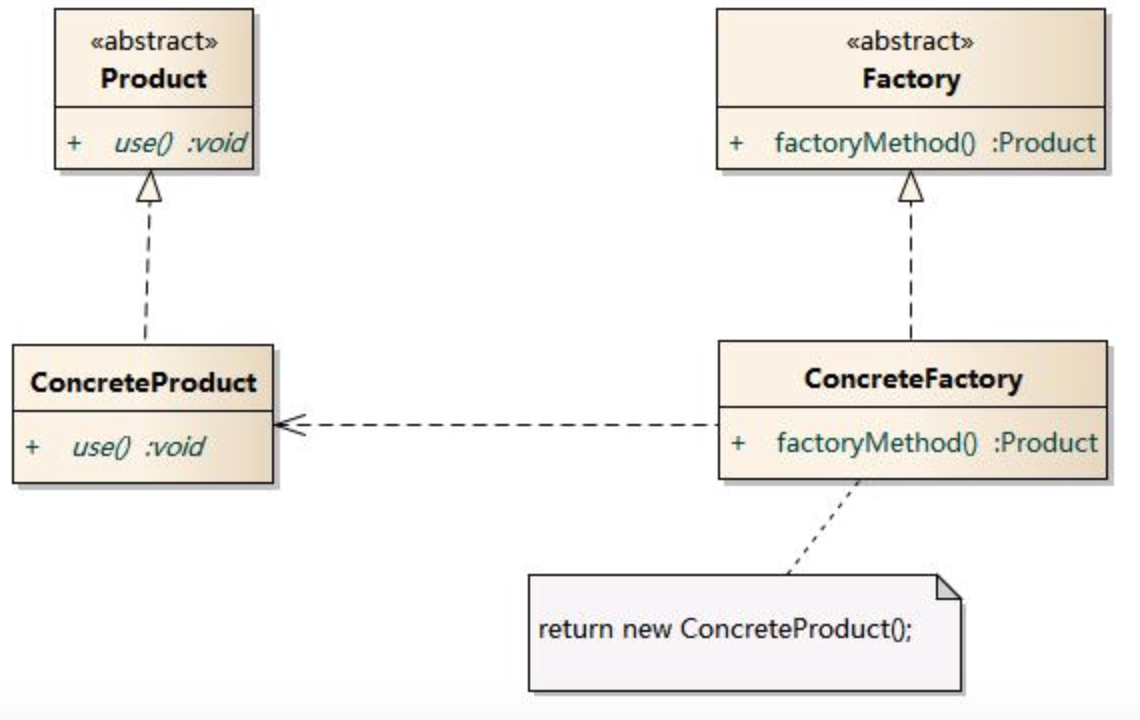 «abstract»
Product
+ use() :void
«abstract»
Factory
+ factoryMethod() :Product
ConcreteProduct
+ use() :void
ConcreteFactory
+ factoryMethod() :Product
return new ConcreteProduct();